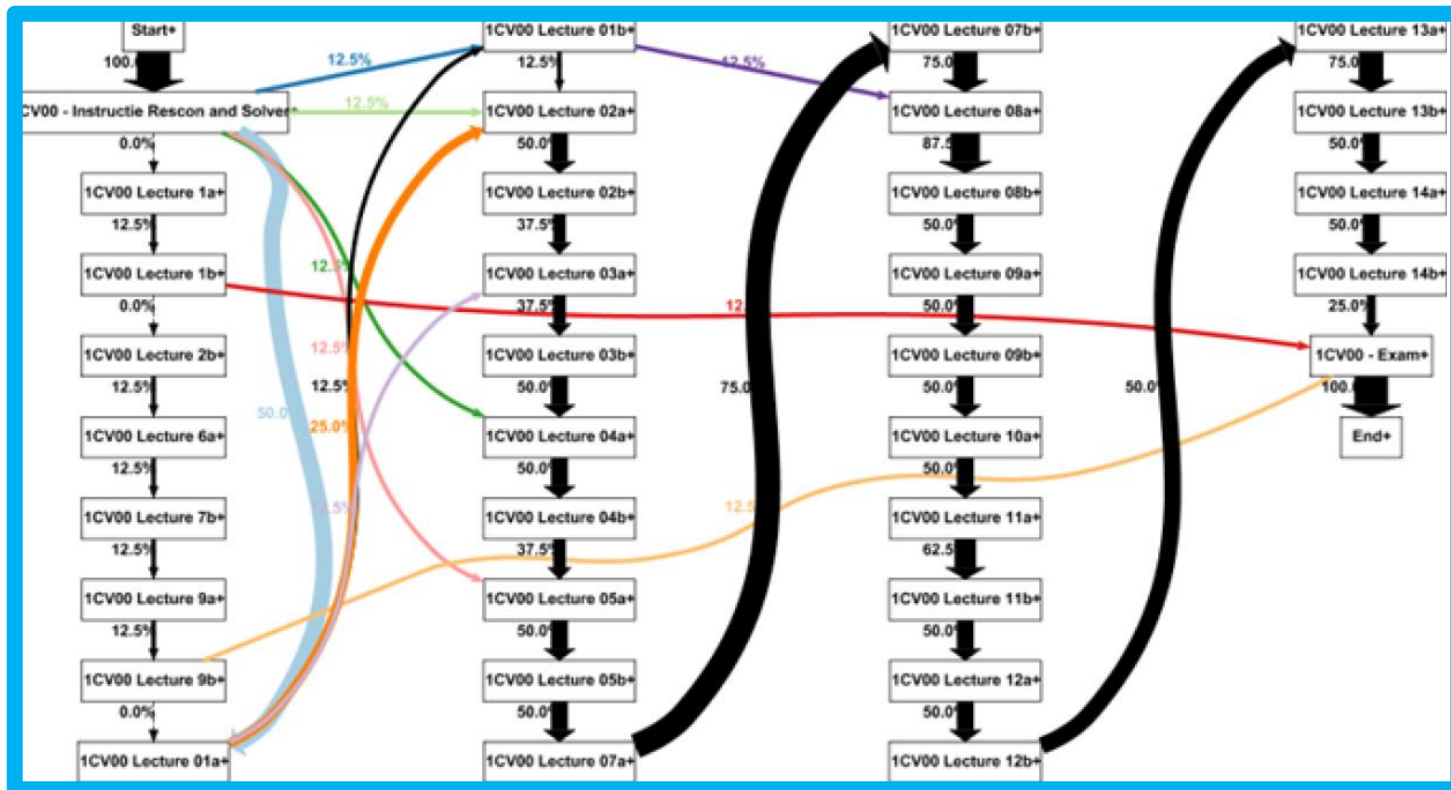 Start+
100.
CV00 - Instructie Rescon and Solver
0.0%
1CV00 Lecture 1a+
12.5%
1CV00 Lecture 1b+
0.0%
1CV00 Lecture 2b+
12.5%
1CV00 Lecture 6a+
12.5%
1CV00 Lecture 7b+
12.5%
1CV00 Lecture 9a+
12.5%
1CV00 Lecture 9b+
0.0%
1CV00 Lecture 01a+
12.5%
12.5%
12.5%
12.5%
12.5%
50.0
25.0%
12.5%
1CV00 Lecture 01b+
12.5%
1CV00 Lecture 02a+
50.0%
1CV00 Lecture 02b+
37.5%
1CV00 Lecture 03a+
37.5%
1CV00 Lecture 03b+
50.0%
1CV00 Lecture 04a+
50.0%
1CV00 Lecture 04b+
37.5%
1CV00 Lecture 05a+
50.0%
1CV00 Lecture 05b+
50.0%
1CV00 Lecture 07a+
12.5%
12.
75.0
12.5
1CV00 Lecture 07b+
75.0
1CV00 Lecture 08a+
87.5
1CV00 Lecture 08b+
50.0%
1CV00 Lecture 09a+
50.0%
1CV00 Lecture 09b+
50.0%
1CV00 Lecture 10a+
50.0%
1CV00 Lecture 11a+
62.5
1CV00 Lecture 11b+
50.0%
1CV00 Lecture 12a+
50.0%
1CV00 Lecture 12b+
50.0
1CV00 Lecture 13a+
75.0
1CV00 Lecture 13b+
50.0%
1CV00 Lecture 14a+
50.0%
1CV00 Lecture 14b+
25.0%
1CV00 - Exam+
100.
End+